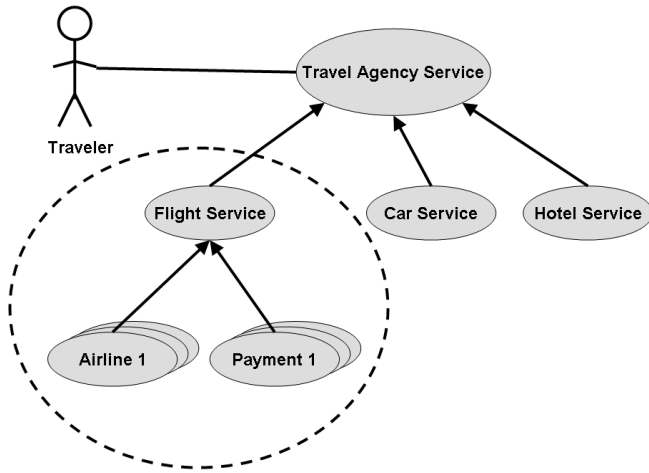 Travel Agency Service
Traveler
Flight Service
Car Service
Hotel Service
Airline 1
Payment 1